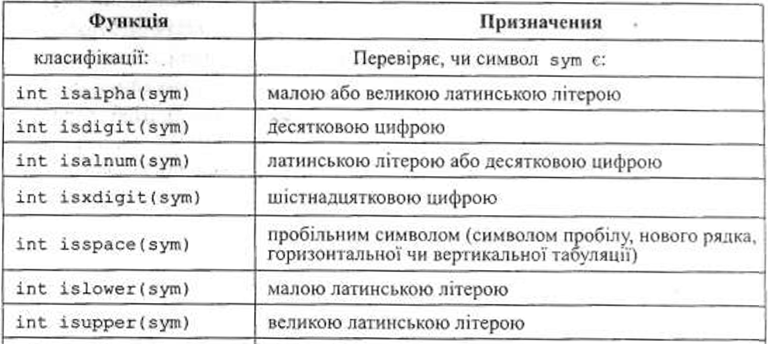 Функція Призначення
класифікації: Перевіряє, чи символ sym є:
int isalpha(sym) малою або великою латинською літерою
int isdigit(sym) десятковою цифрою
int isalnum(sym) латинською літерою або десятковою цифрою
int isxdigit(sym) шістнадцятковою цифрою
int isspace(sym) пробільним символом (символом пробілу, нового рядка,
горизонтальної чи вертикальної табуляції)
int islower(sym) малою латинською літерою
int isupper(sym) великою латинською літерою